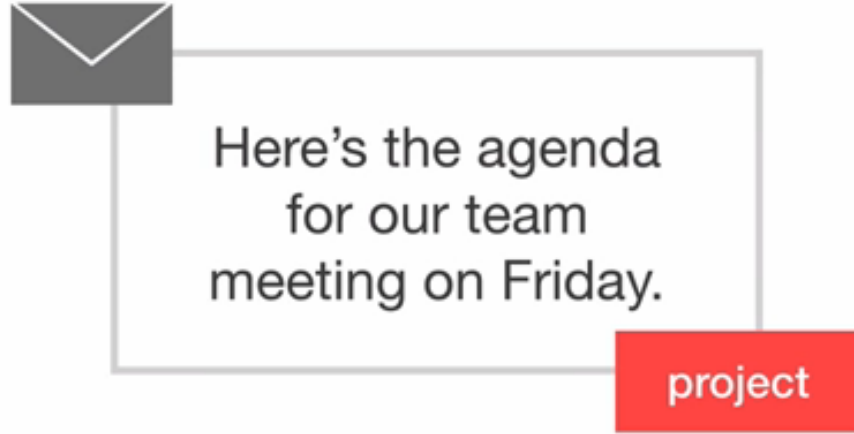 Here’s the agenda
for our team
meeting on Friday.
project